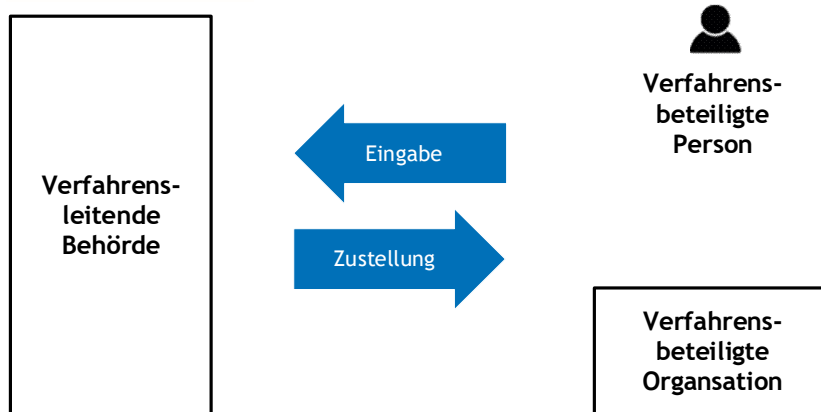 Verfahrens-
leitende
Behörde
Eingabe
Zustellung
Verfahrens-
beteiligte
Person
Verfahrens-
beteiligte
Organsation